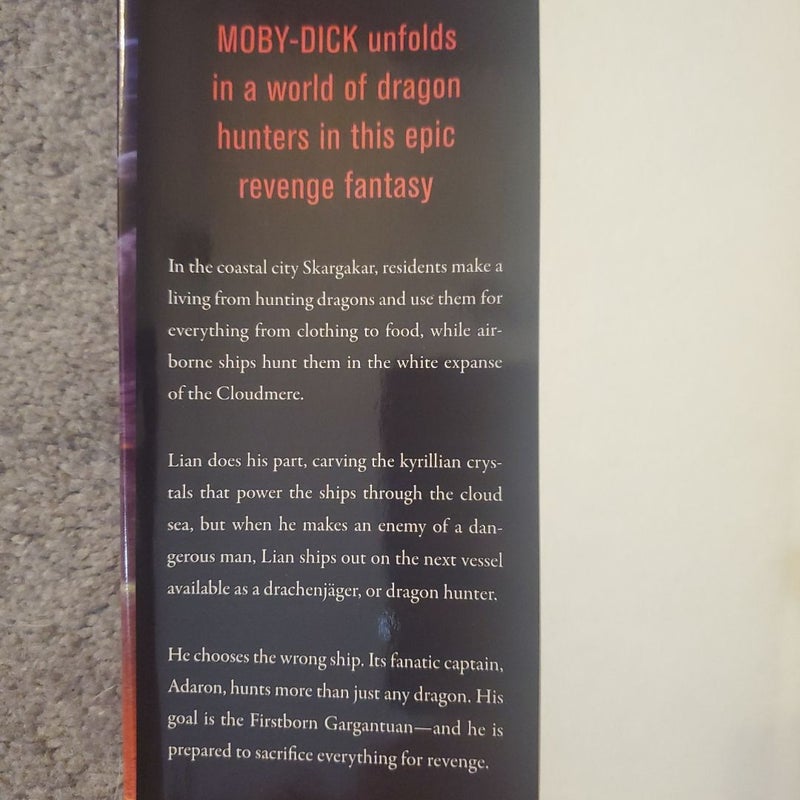 MOBY-DICK unfolds
in a world of dragon
hunters in this epic
revenge fantasy
In the coastal city Skargakar, residents make a
living from hunting dragons and use them for
everything from clothing to food, while air-
borne ships hunt them in the white expanse
of the Cloudmere.
Lian does his part, carving the kyrillian crys-
tals that power the ships through the cloud
sea, but when he makes an enemy of a dan-
gerous man, Lian ships out on the next vessel
available as a drachenjäger, or dragon hunter.
He chooses the wrong ship. Its fanatic captain,
Adaron, hunts more than just any dragon. His
goal is the Firstborn Gargantuan—and he is
prepared to sacrifice everything for revenge.